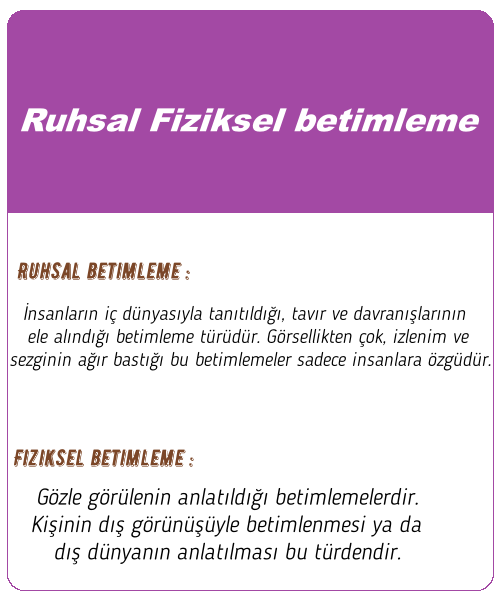 Ruhsal Fiziksel betimleme
RUHSAL BETIMLEME :
İnsanların iç dünyasıyla tanıtıldığı, tavır ve davranışlarının
ele alındığı betimleme türüdür. Görsellikten çok, izlenim ve
sezginin ağır bastığı bu betimlemeler sadece insanlara özgüdür.
FIZIKSEL BETIMLEME :
Gözle görülenin anlatıldığı betimlemelerdir.
Kişinin dış görünüşüyle betimlenmesi ya da
dış dünyanın anlatılması bu türdendir.